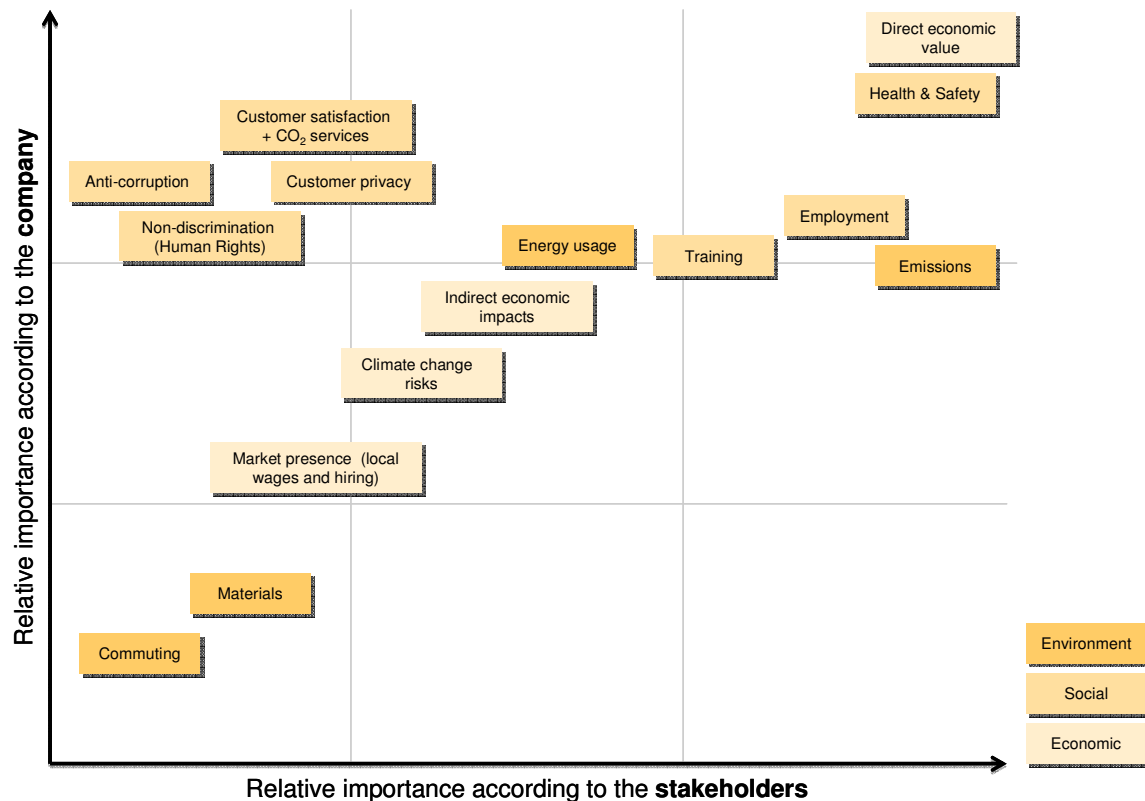 Direct economic
value
Health & Safety
Customer satisfaction
+ CO₂ services
Anti-corruption
Customer privacy
Non-discrimination
(Human Rights)
Employment
Energy usage
Training
Emissions
Indirect economic
impacts
Climate change
risks
Market presence (local
wages and hiring)
Materials
Commuting
Environment
Social
Economic
Relative importance according to the company
Relative importance according to the stakeholders